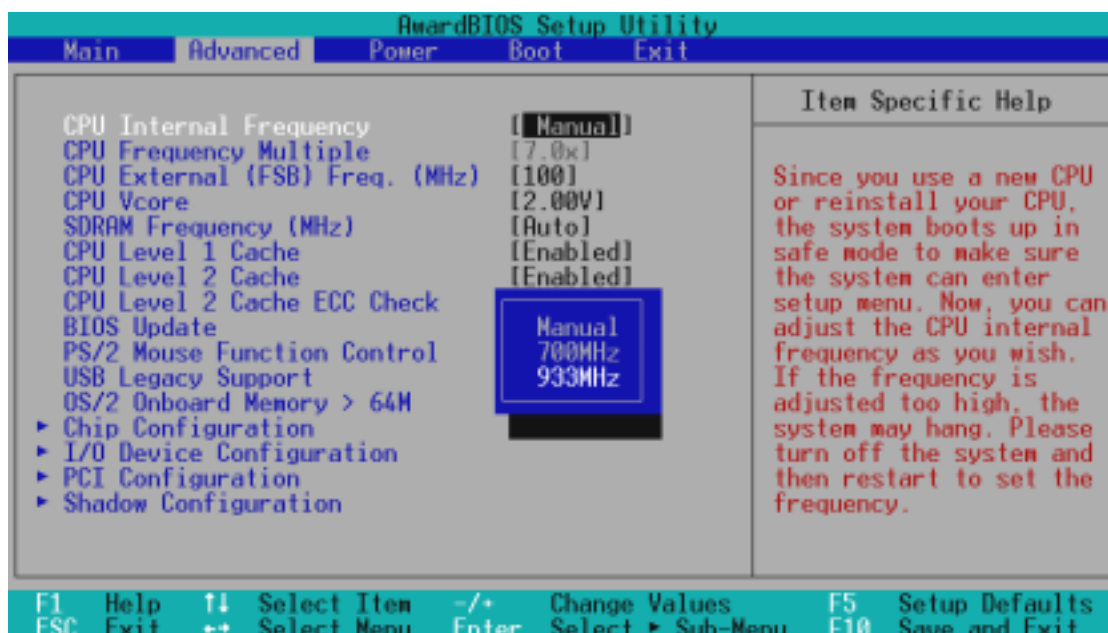 AwardBIOS Setup Utility
Main Advanced Power Boot Exit
Item Specific Help
CPU Internal Frequency [ Manual]
CPU Frequency Multiple [7.0x]
CPU External (FSB) Freq. (MHz) [100]
CPU Vcore [2.00V]
SDRAM Frequency (MHz) [Auto]
CPU Level 1 Cache [Enabled]
CPU Level 2 Cache [Enabled]
CPU Level 2 Cache ECC Check
BIOS Update
PS/2 Mouse Function Control
USB Legacy Support
OS/2 Onboard Memory > 64M
► Chip Configuration
► I/O Device Configuration
► PCI Configuration
► Shadow Configuration
Manual
700MHz
933MHz
Since you use a new CPU
or reinstall your CPU,
the system boots up in
safe mode to make sure
the system can enter
setup menu. Now, you can
adjust the CPU internal
frequency as you wish.
If the frequency is
adjusted too high, the
system may hang. Please
turn off the system and
then restart to set the
frequency.
F1 Help ↑↓ Select Item -/+ Change Values F5 Setup Defaults
ESC Exit ←→ Select Menu Enter Select ► Sub-Menu F10 Save and Exit